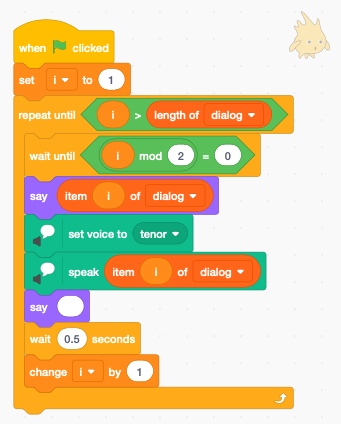 when clicked
set i to 1
repeat until i > length of dialog
wait until i mod 2 = 0
say item i of dialog
set voice to tenor
speak item i of dialog
say
wait 0.5 seconds
change i by 1